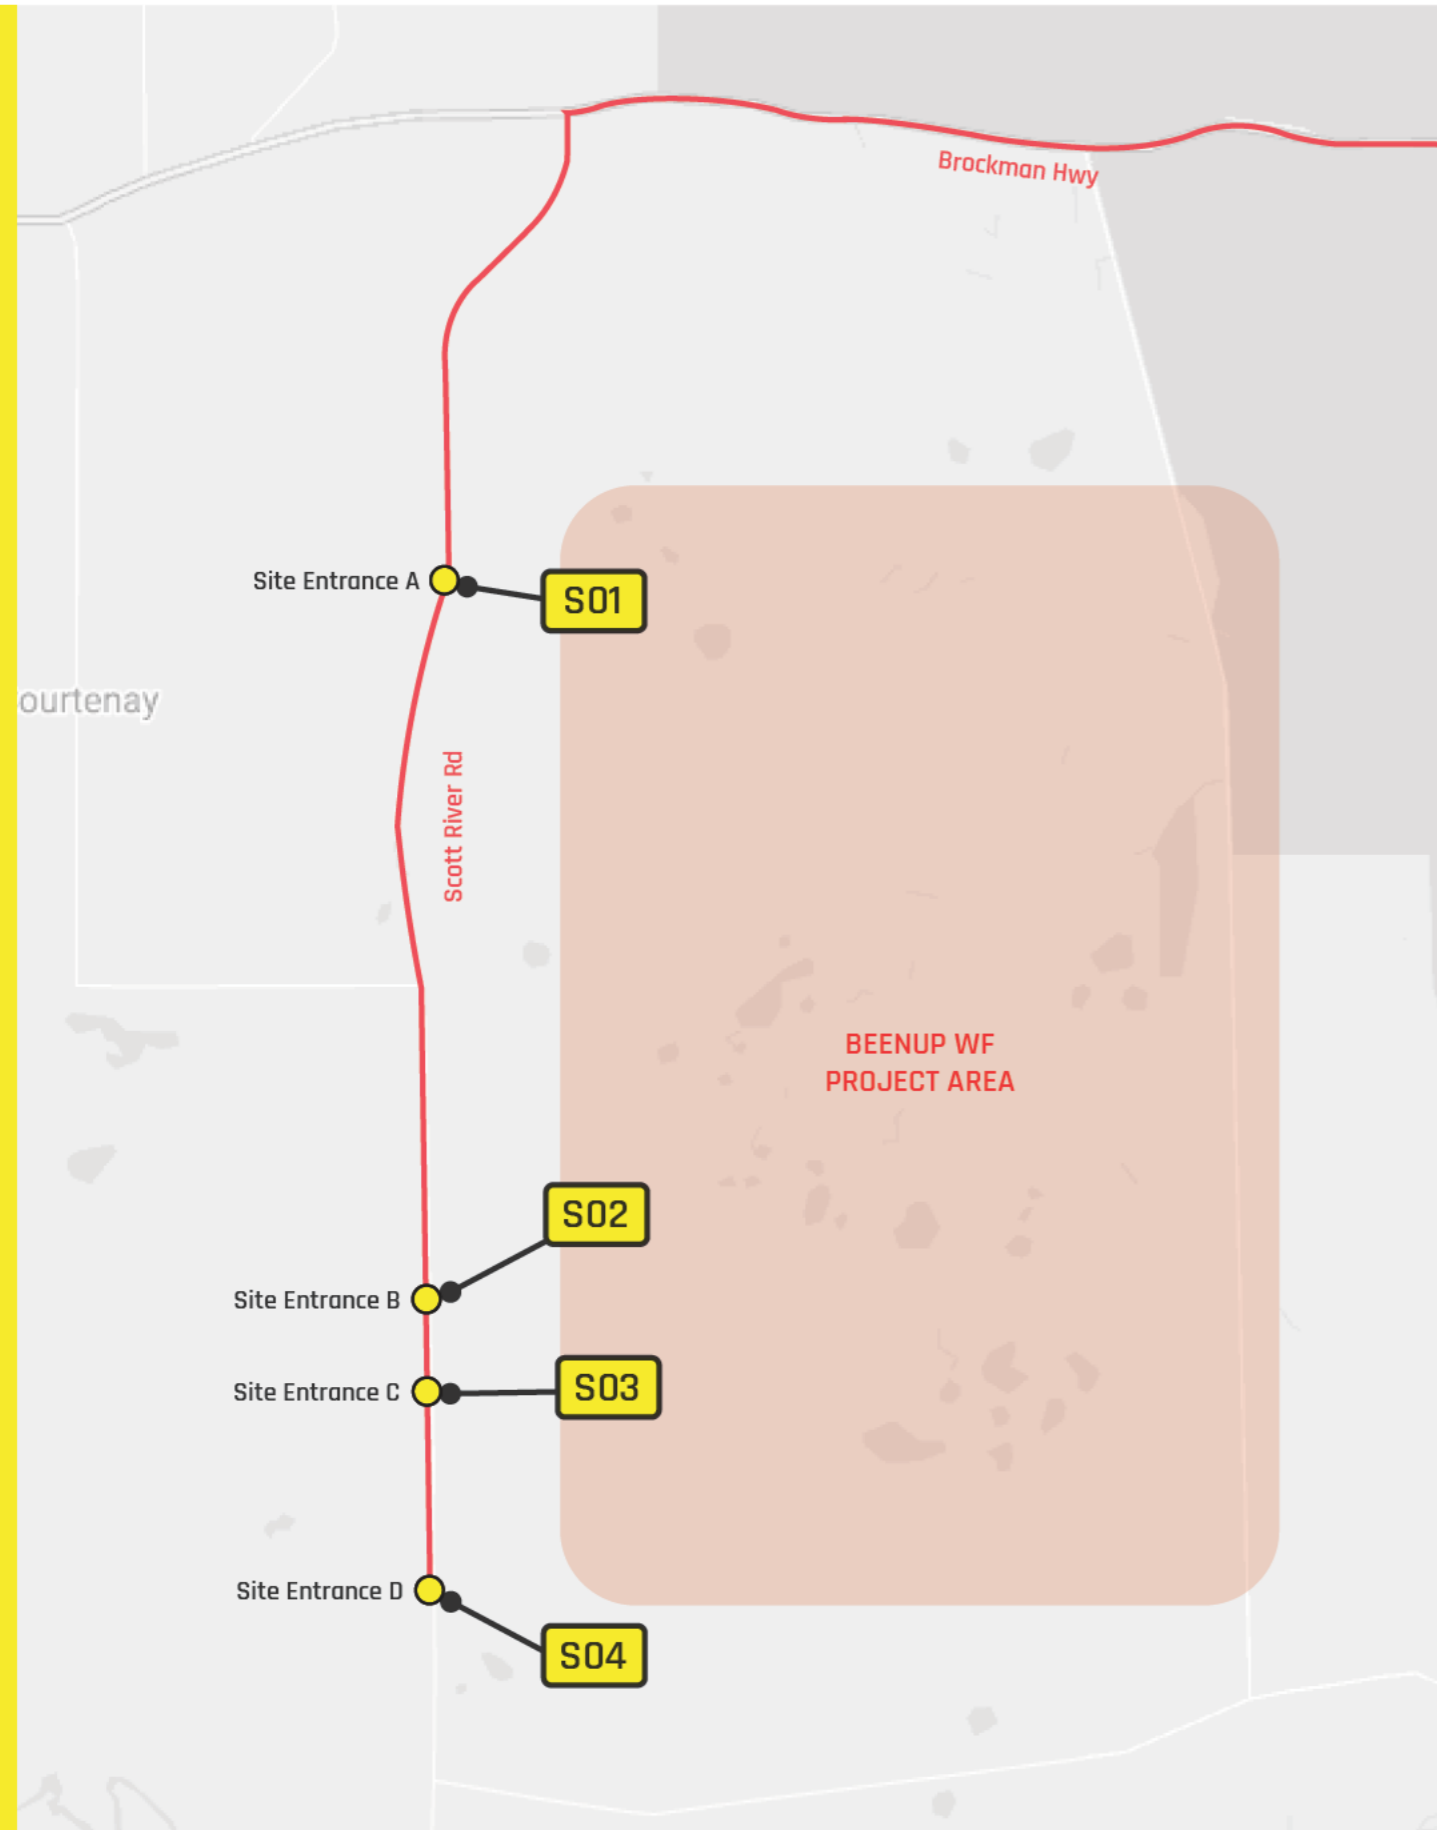 Brockman Hwy
Site Entrance A
S01
ourtenay
Scott River Rd
BEENUP WF
PROJECT AREA
S02
Site Entrance B
Site Entrance C
S03
Site Entrance D
S04